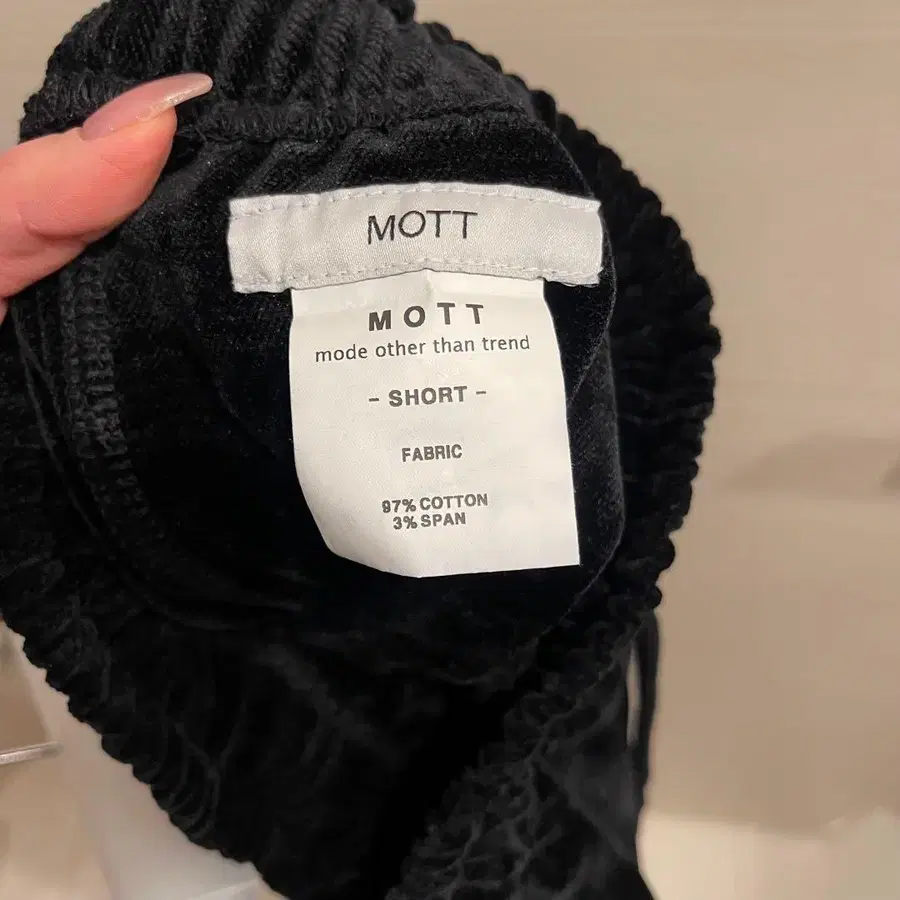 MOTT
MOTT
mode other than trend
- SHORT -
FABRIC
97% COTTON
3% SPAN